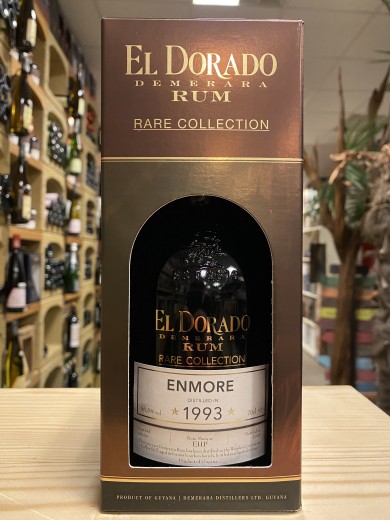 EL DORADO
DEMERARA
RUM
RARE COLLECTION
EL DORADO
DEMERARA
RUM
RARE COLLECTION
ENMORE
DISTILLED IN
1993
EHP
PRODUCT OF GUYANA | DEMERARA DISTILLERS LTD. GUYANA